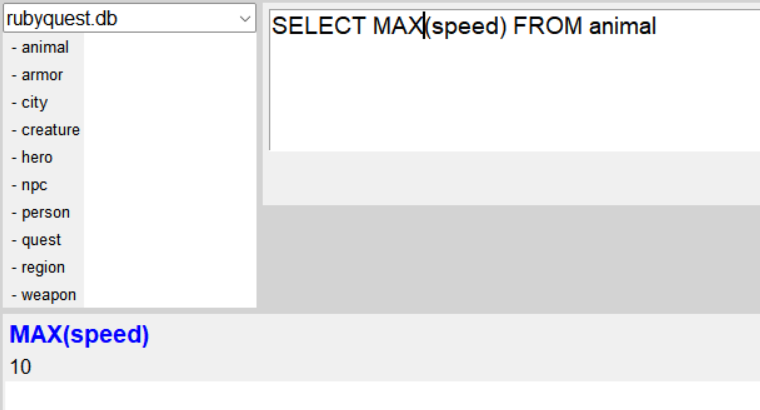 rubyquest.db
- animal
- armor
- city
- creature
- hero
- npc
- person
- quest
- region
- weapon
SELECT MAX(speed) FROM animal
MAX(speed)
10